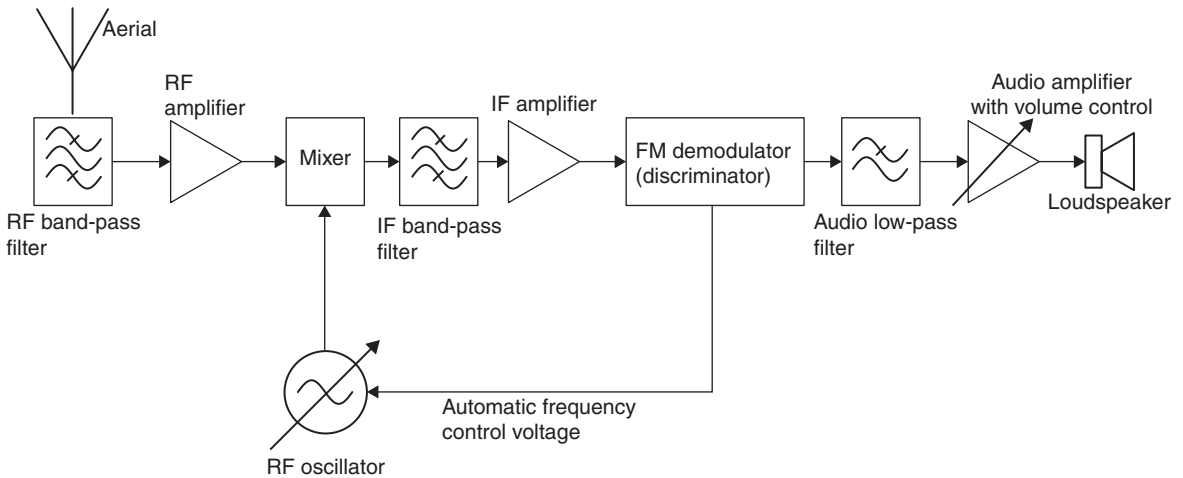 Aerial
RF
amplifier
IF amplifier
Audio amplifier
with volume control
Mixer
FM demodulator
(discriminator)
RF band-pass
filter
IF band-pass
filter
Audio low-pass
filter
Loudspeaker
Automatic frequency
control voltage
RF oscillator